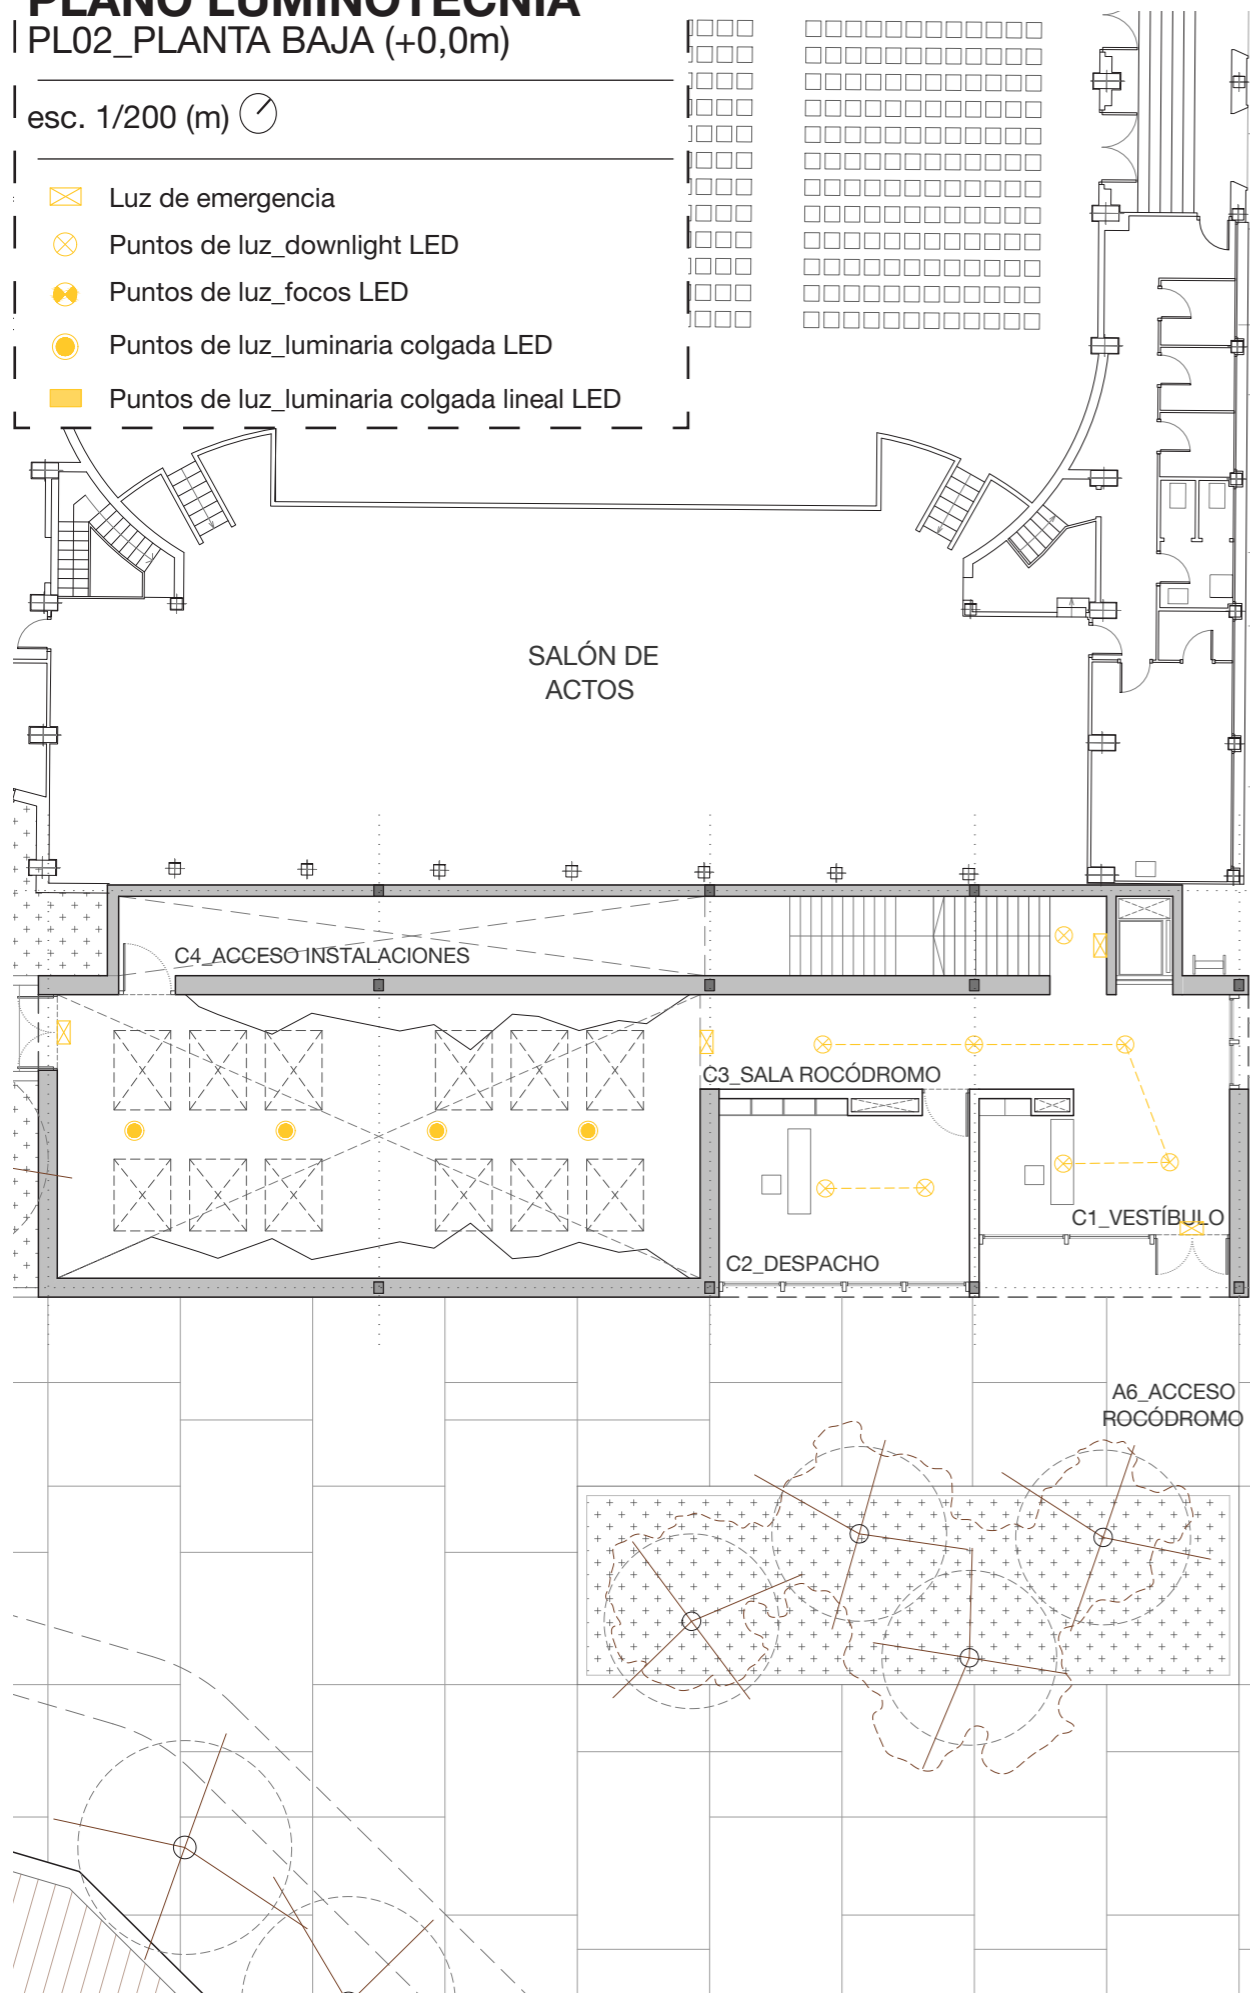 PLANO LUMINOTECNIA
PL02_PLANTA BAJA (+0,0m)
esc. 1/200 (m)
Luz de emergencia
Puntos de luz_downlight LED
Puntos de luz_focos LED
Puntos de luz_luminaria colgada LED
Puntos de luz_luminaria colgada lineal LED
SALÓN DE
ACTOS
C4_ACCESO INSTALACIONES
C3_SALA ROCÓDROMO
C1_VESTÍBULO
C2_DESPACHO
A6_ACCESO
ROCÓDROMO